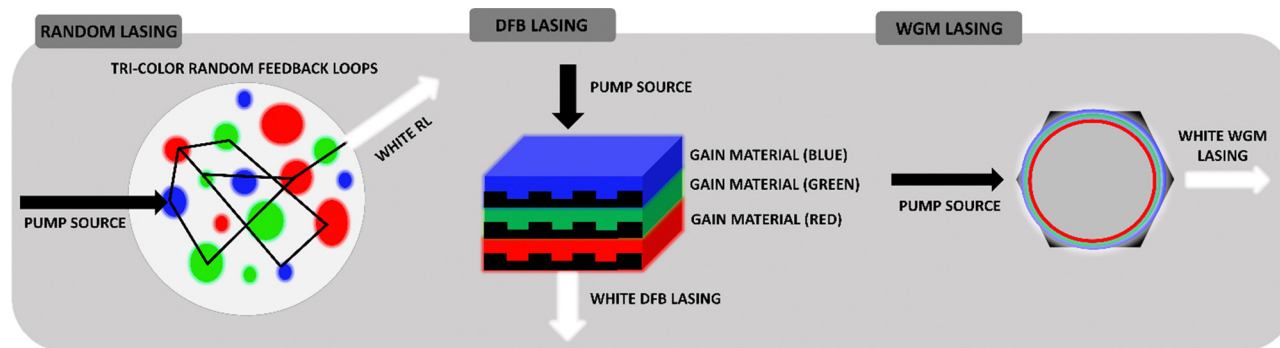 RANDOM LASING
TRI-COLOR RANDOM FEEDBACK LOOPS
WHITE RL
PUMP SOURCE
DFB LASING
PUMP SOURCE
GAIN MATERIAL (BLUE)
GAIN MATERIAL (GREEN)
GAIN MATERIAL (RED)
WHITE DFB LASING
WGM LASING
PUMP SOURCE
WHITE WGM
LASING